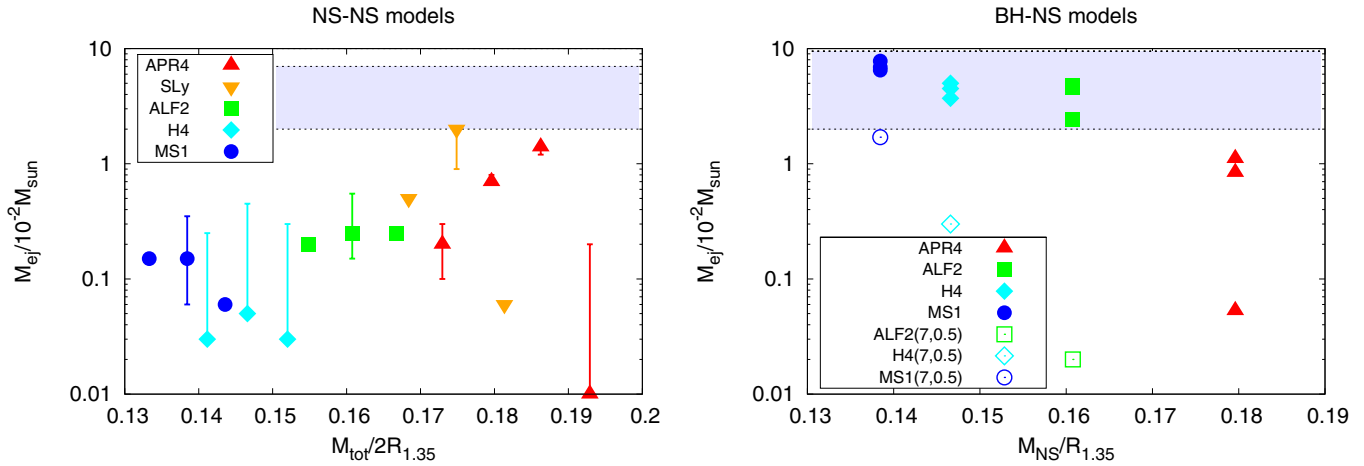 NS-NS models
10
1
0.1
0.01
M_ej/10^-2 M_sun
APR4
SLy
ALF2
H4
MS1
0.13 0.14 0.15 0.16 0.17 0.18 0.19 0.2
M_tot/2R_1.35
BH-NS models
10
1
0.1
0.01
M_ej/10^-2 M_sun
APR4
ALF2
H4
MS1
ALF2(7,0.5)
H4(7,0.5)
MS1(7,0.5)
0.13 0.14 0.15 0.16 0.17 0.18 0.19
M_NS/R_1.35